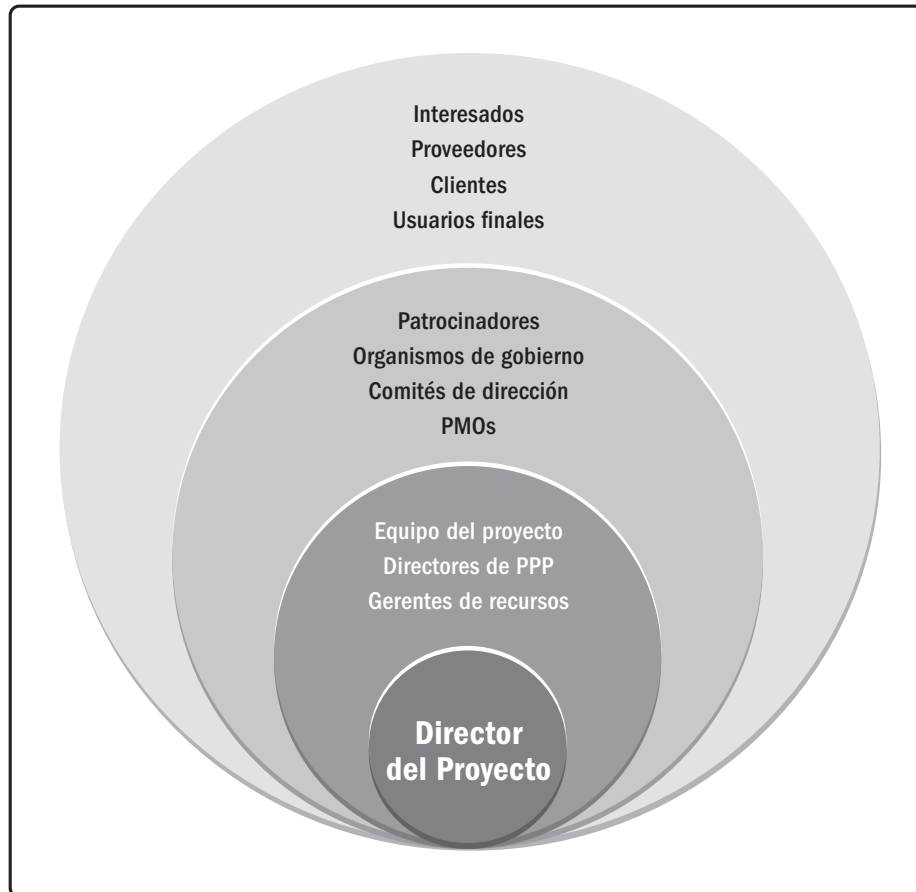 Interesados
Proveedores
Clientes
Usuarios finales
Patrocinadores
Organismos de gobierno
Comités de dirección
PMOs
Equipo del proyecto
Directores de PPP
Gerentes de recursos
Director
del Proyecto